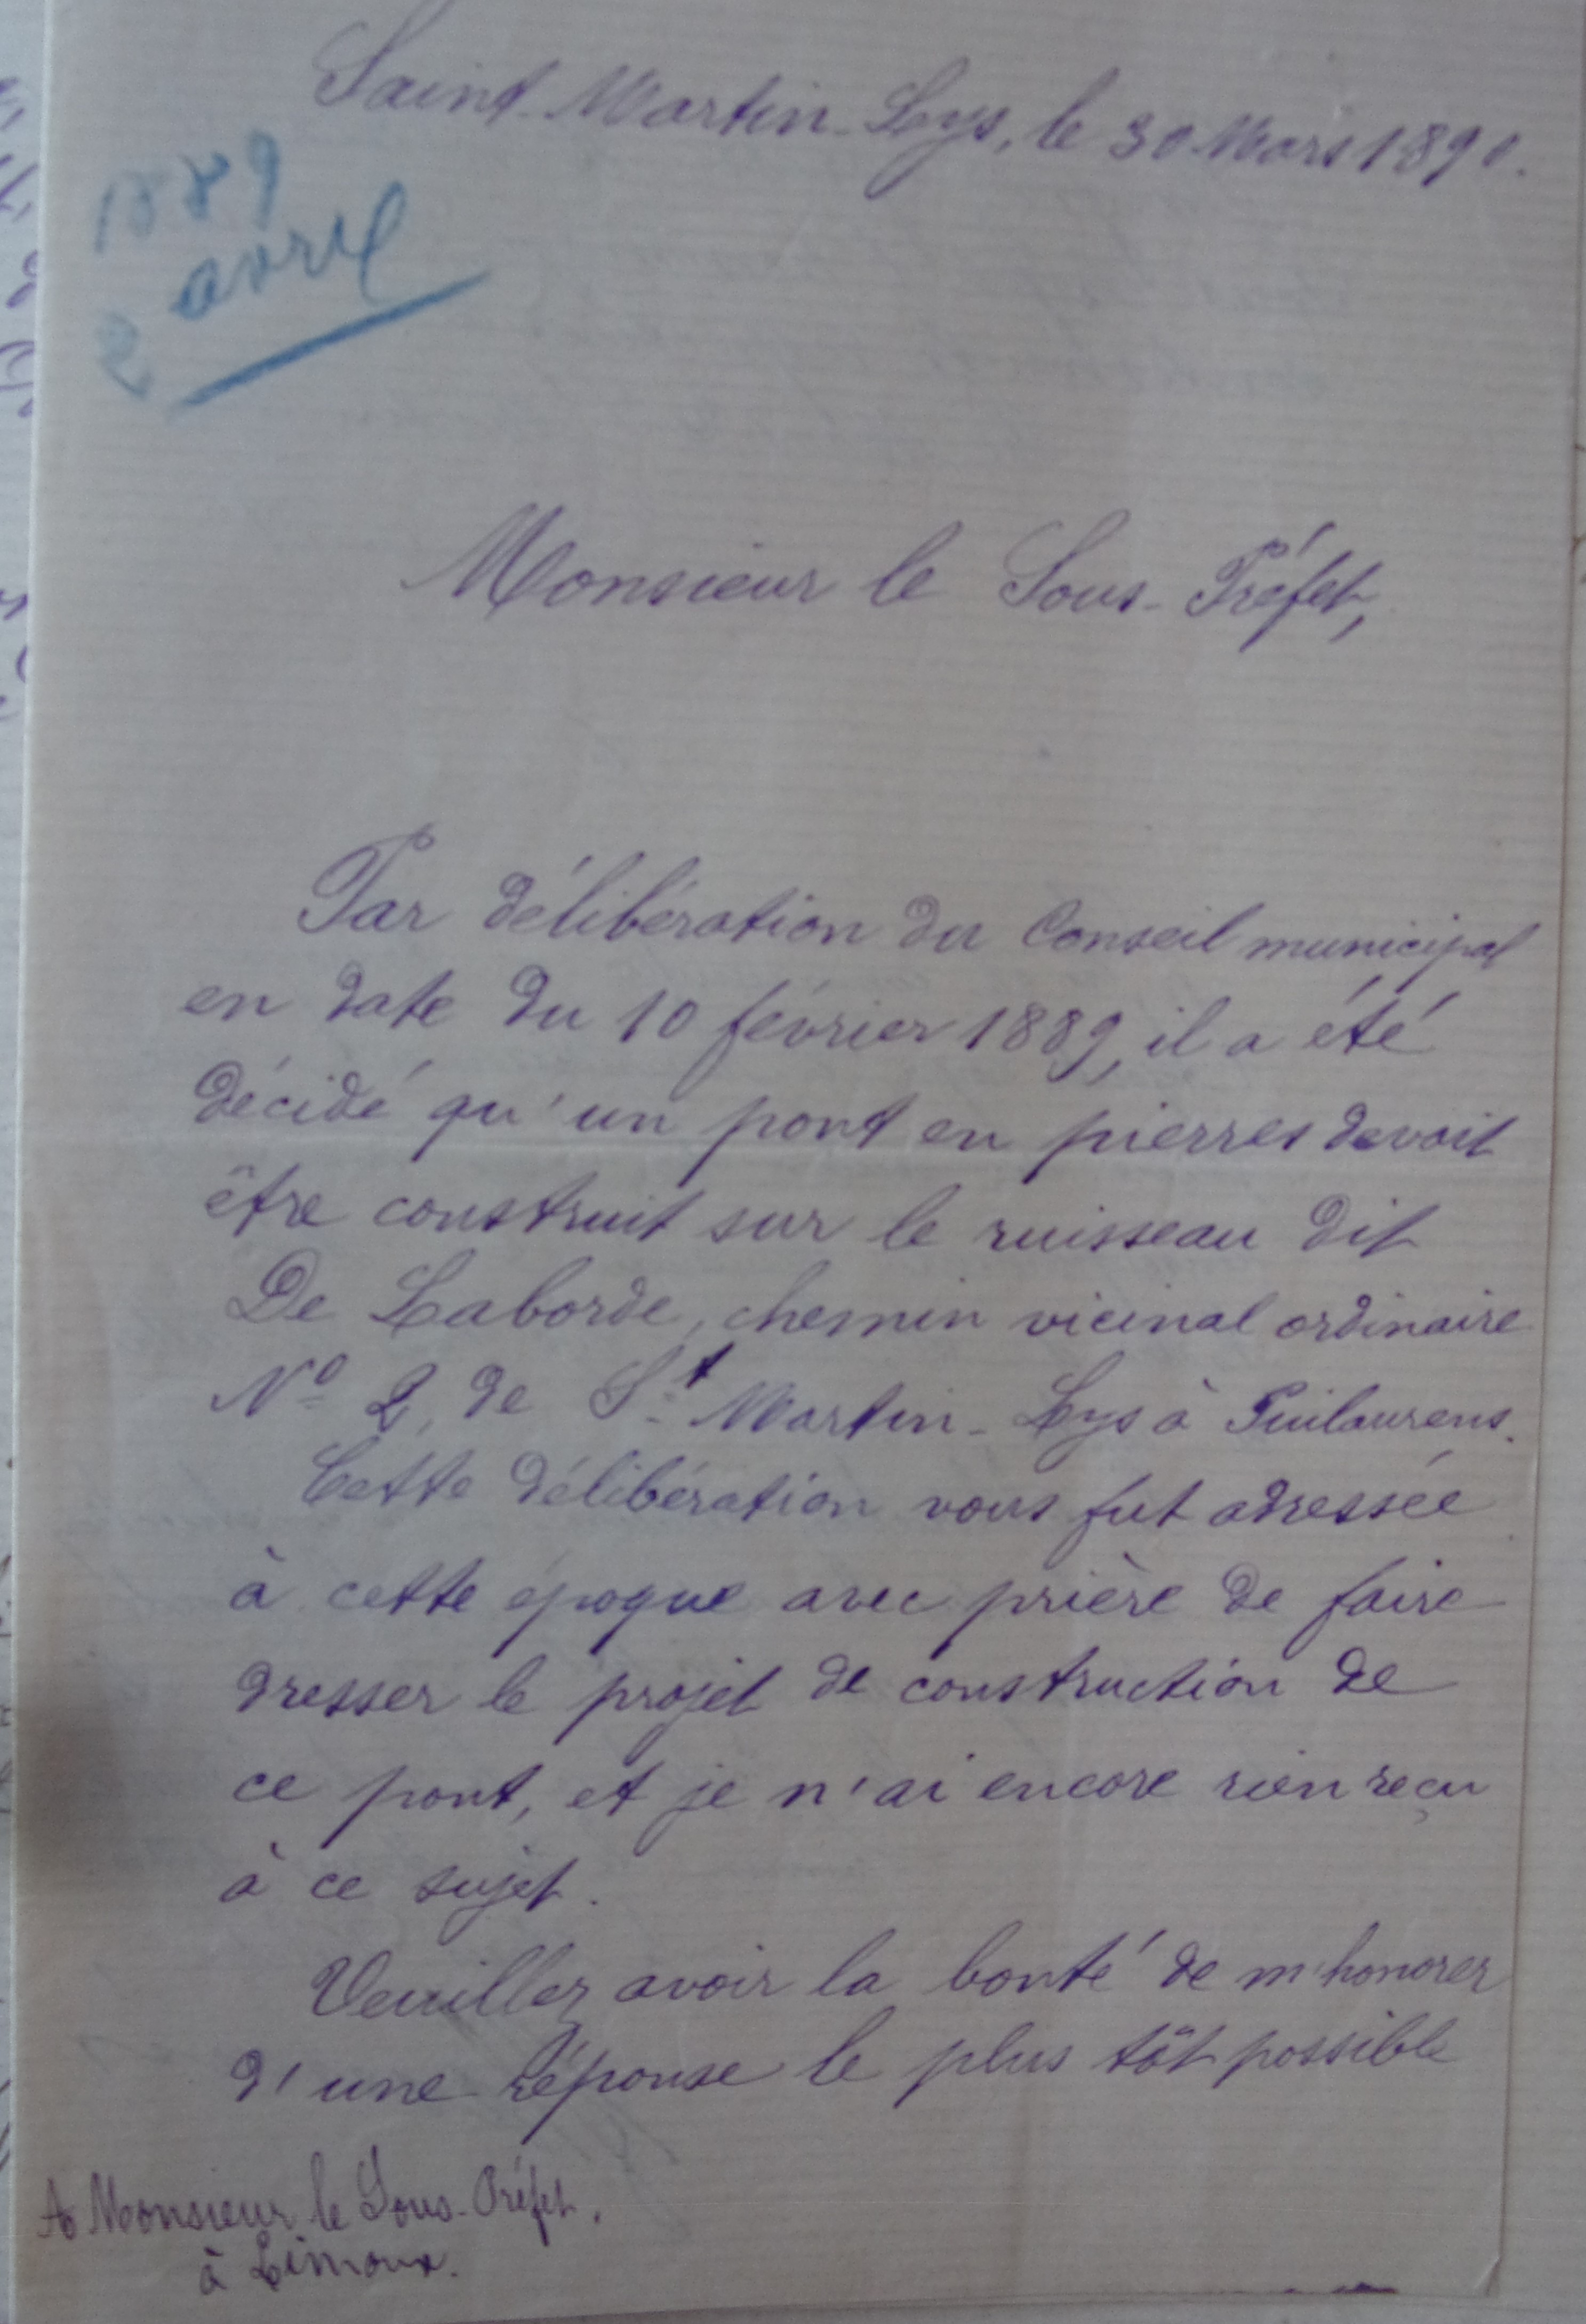 Saint-Martin-Lys, le 30 Mars 1890.
1889
avril
2
Monsieur le Sous-Préfet,
Par délibération du Conseil municipal
en date du 10 février 1889, il a été
décidé qu'un pont en pierres devait
être construit sur le ruisseau dit
De Laborde, chemin vicinal ordinaire
Nº 2, de St Martin-Lys à Puilaurens.
Cette délibération vous fut adressée
à cette époque avec prière de faire
dresser le projet de construction de
ce pont, et je n'ai encore rien reçu
à ce sujet.
Veuillez avoir la bonté de m'honorer
d'une réponse le plus tôt possible
A Monsieur le Sous-Préfet.
à Limoux.